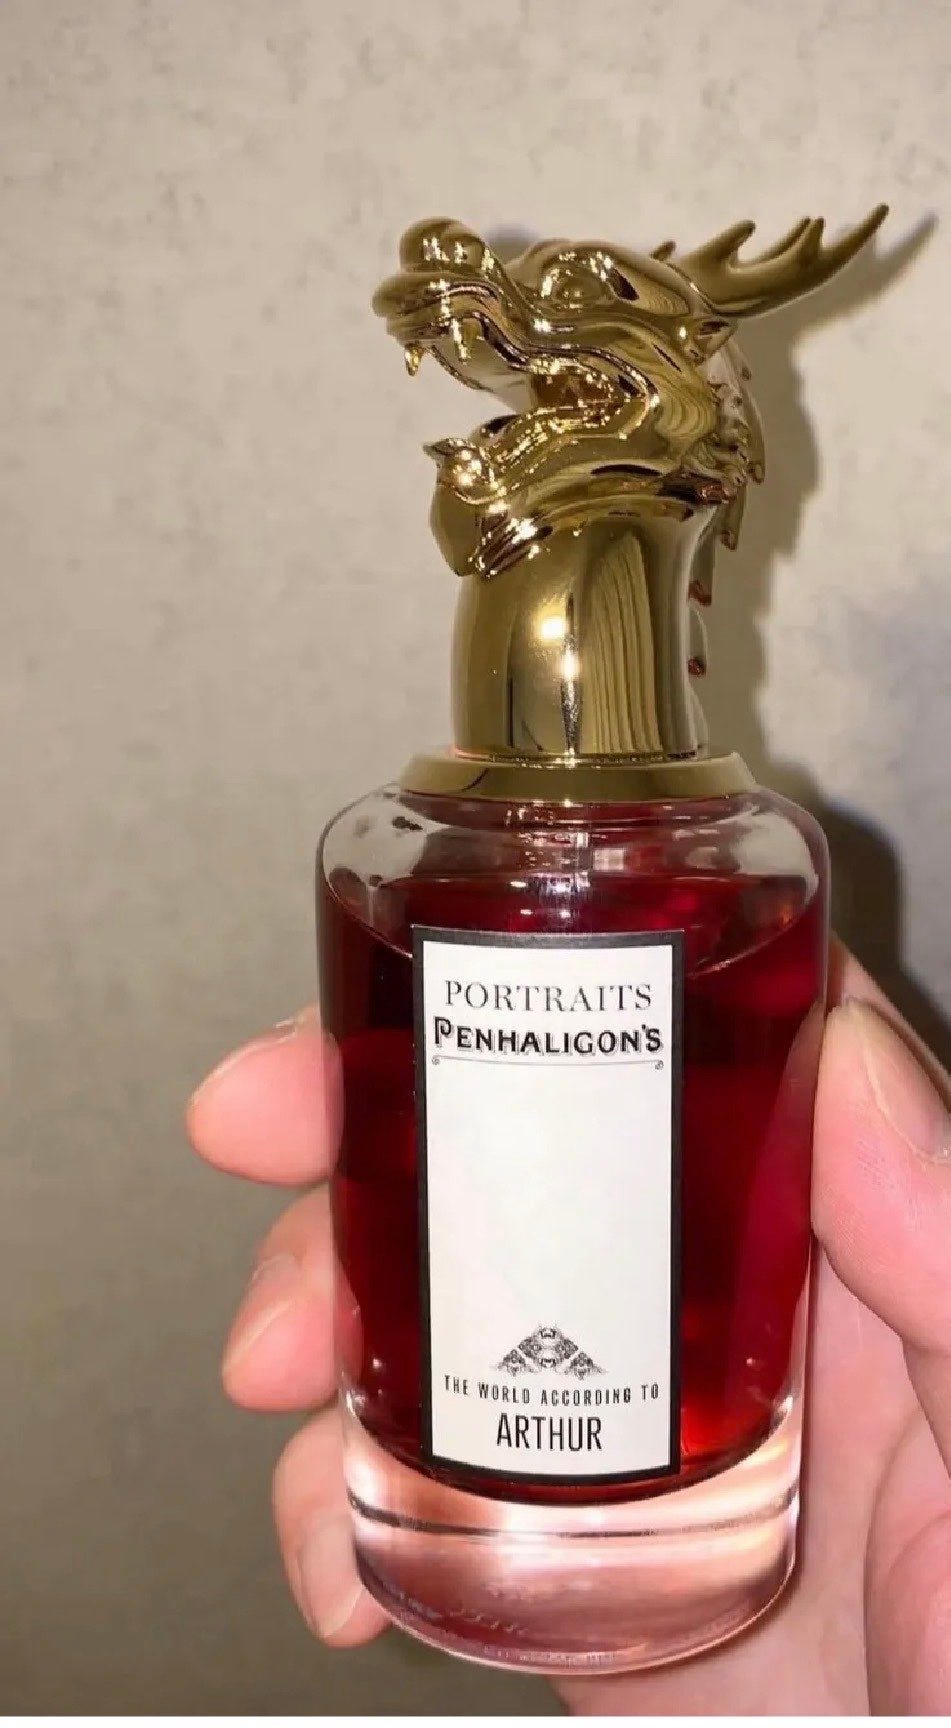 PORTRAITS
PENHALIGON'S
THE WORLD ACCORDING TO
ARTHUR